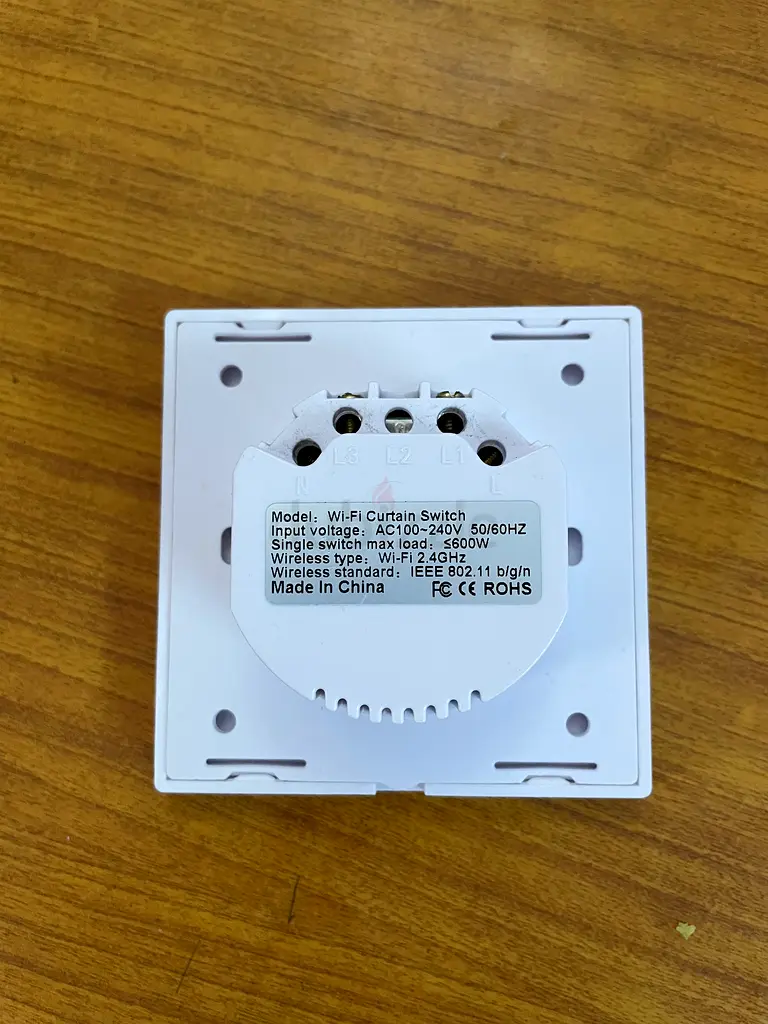 L3 L2 L1
N L
Model: Wi-Fi Curtain Switch
Input voltage: AC100~240V 50/60HZ
Single switch max load: ≤600W
Wireless type: Wi-Fi 2.4GHz
Wireless standard: IEEE 802.11 b/g/n
Made In China FC CE ROHS